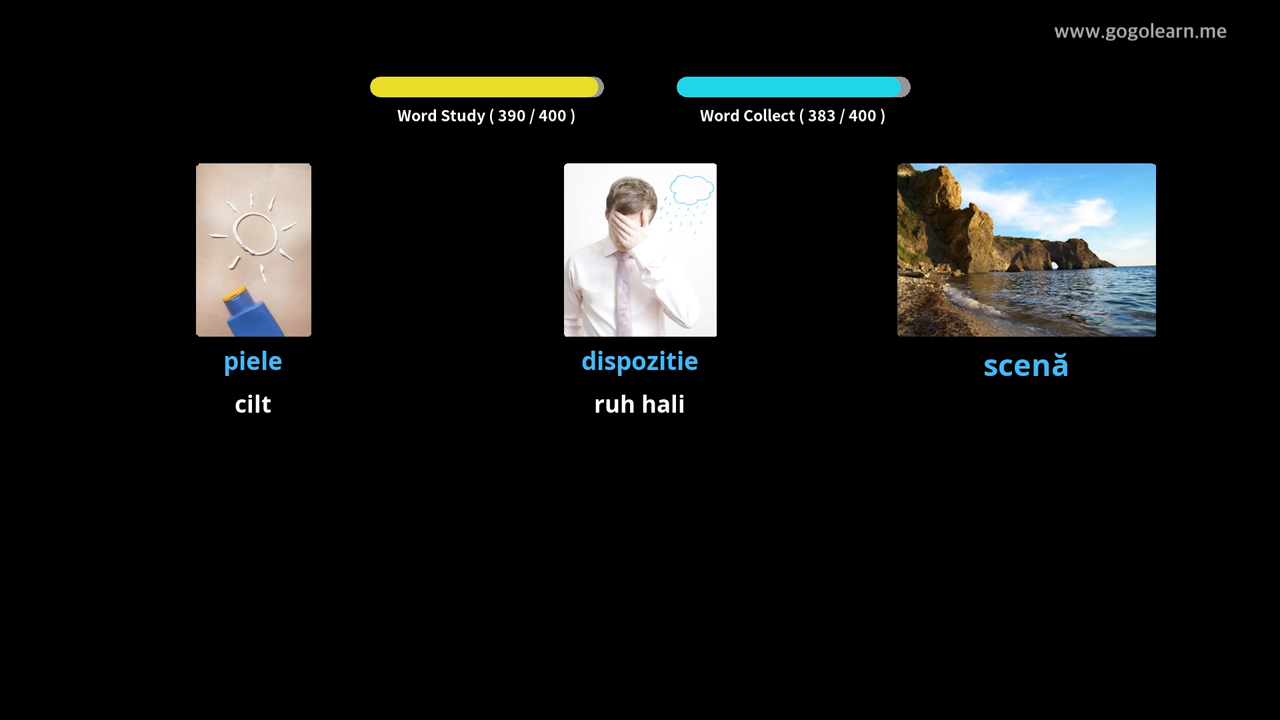 www.gogolearn.me
Word Study ( 390 / 400 )
Word Collect ( 383 / 400 )
piele
cilt
dispozitie
ruh hali
scenă